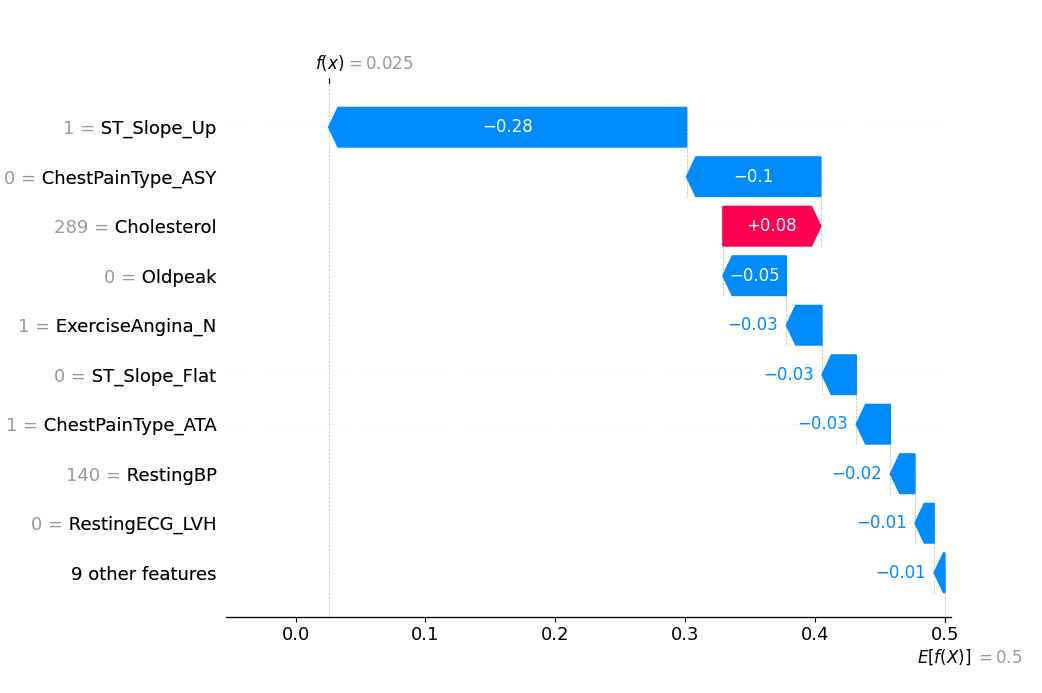 f(x) = 0.025
1 = ST_Slope_Up
−0.28
0 = ChestPainType_ASY
−0.1
289 = Cholesterol
+0.08
0 = Oldpeak
−0.05
1 = ExerciseAngina_N
−0.03
0 = ST_Slope_Flat
−0.03
1 = ChestPainType_ATA
−0.03
140 = RestingBP
−0.02
0 = RestingECG_LVH
−0.01
9 other features
−0.01
0.0 0.1 0.2 0.3 0.4 0.5
E[f(X)] = 0.5